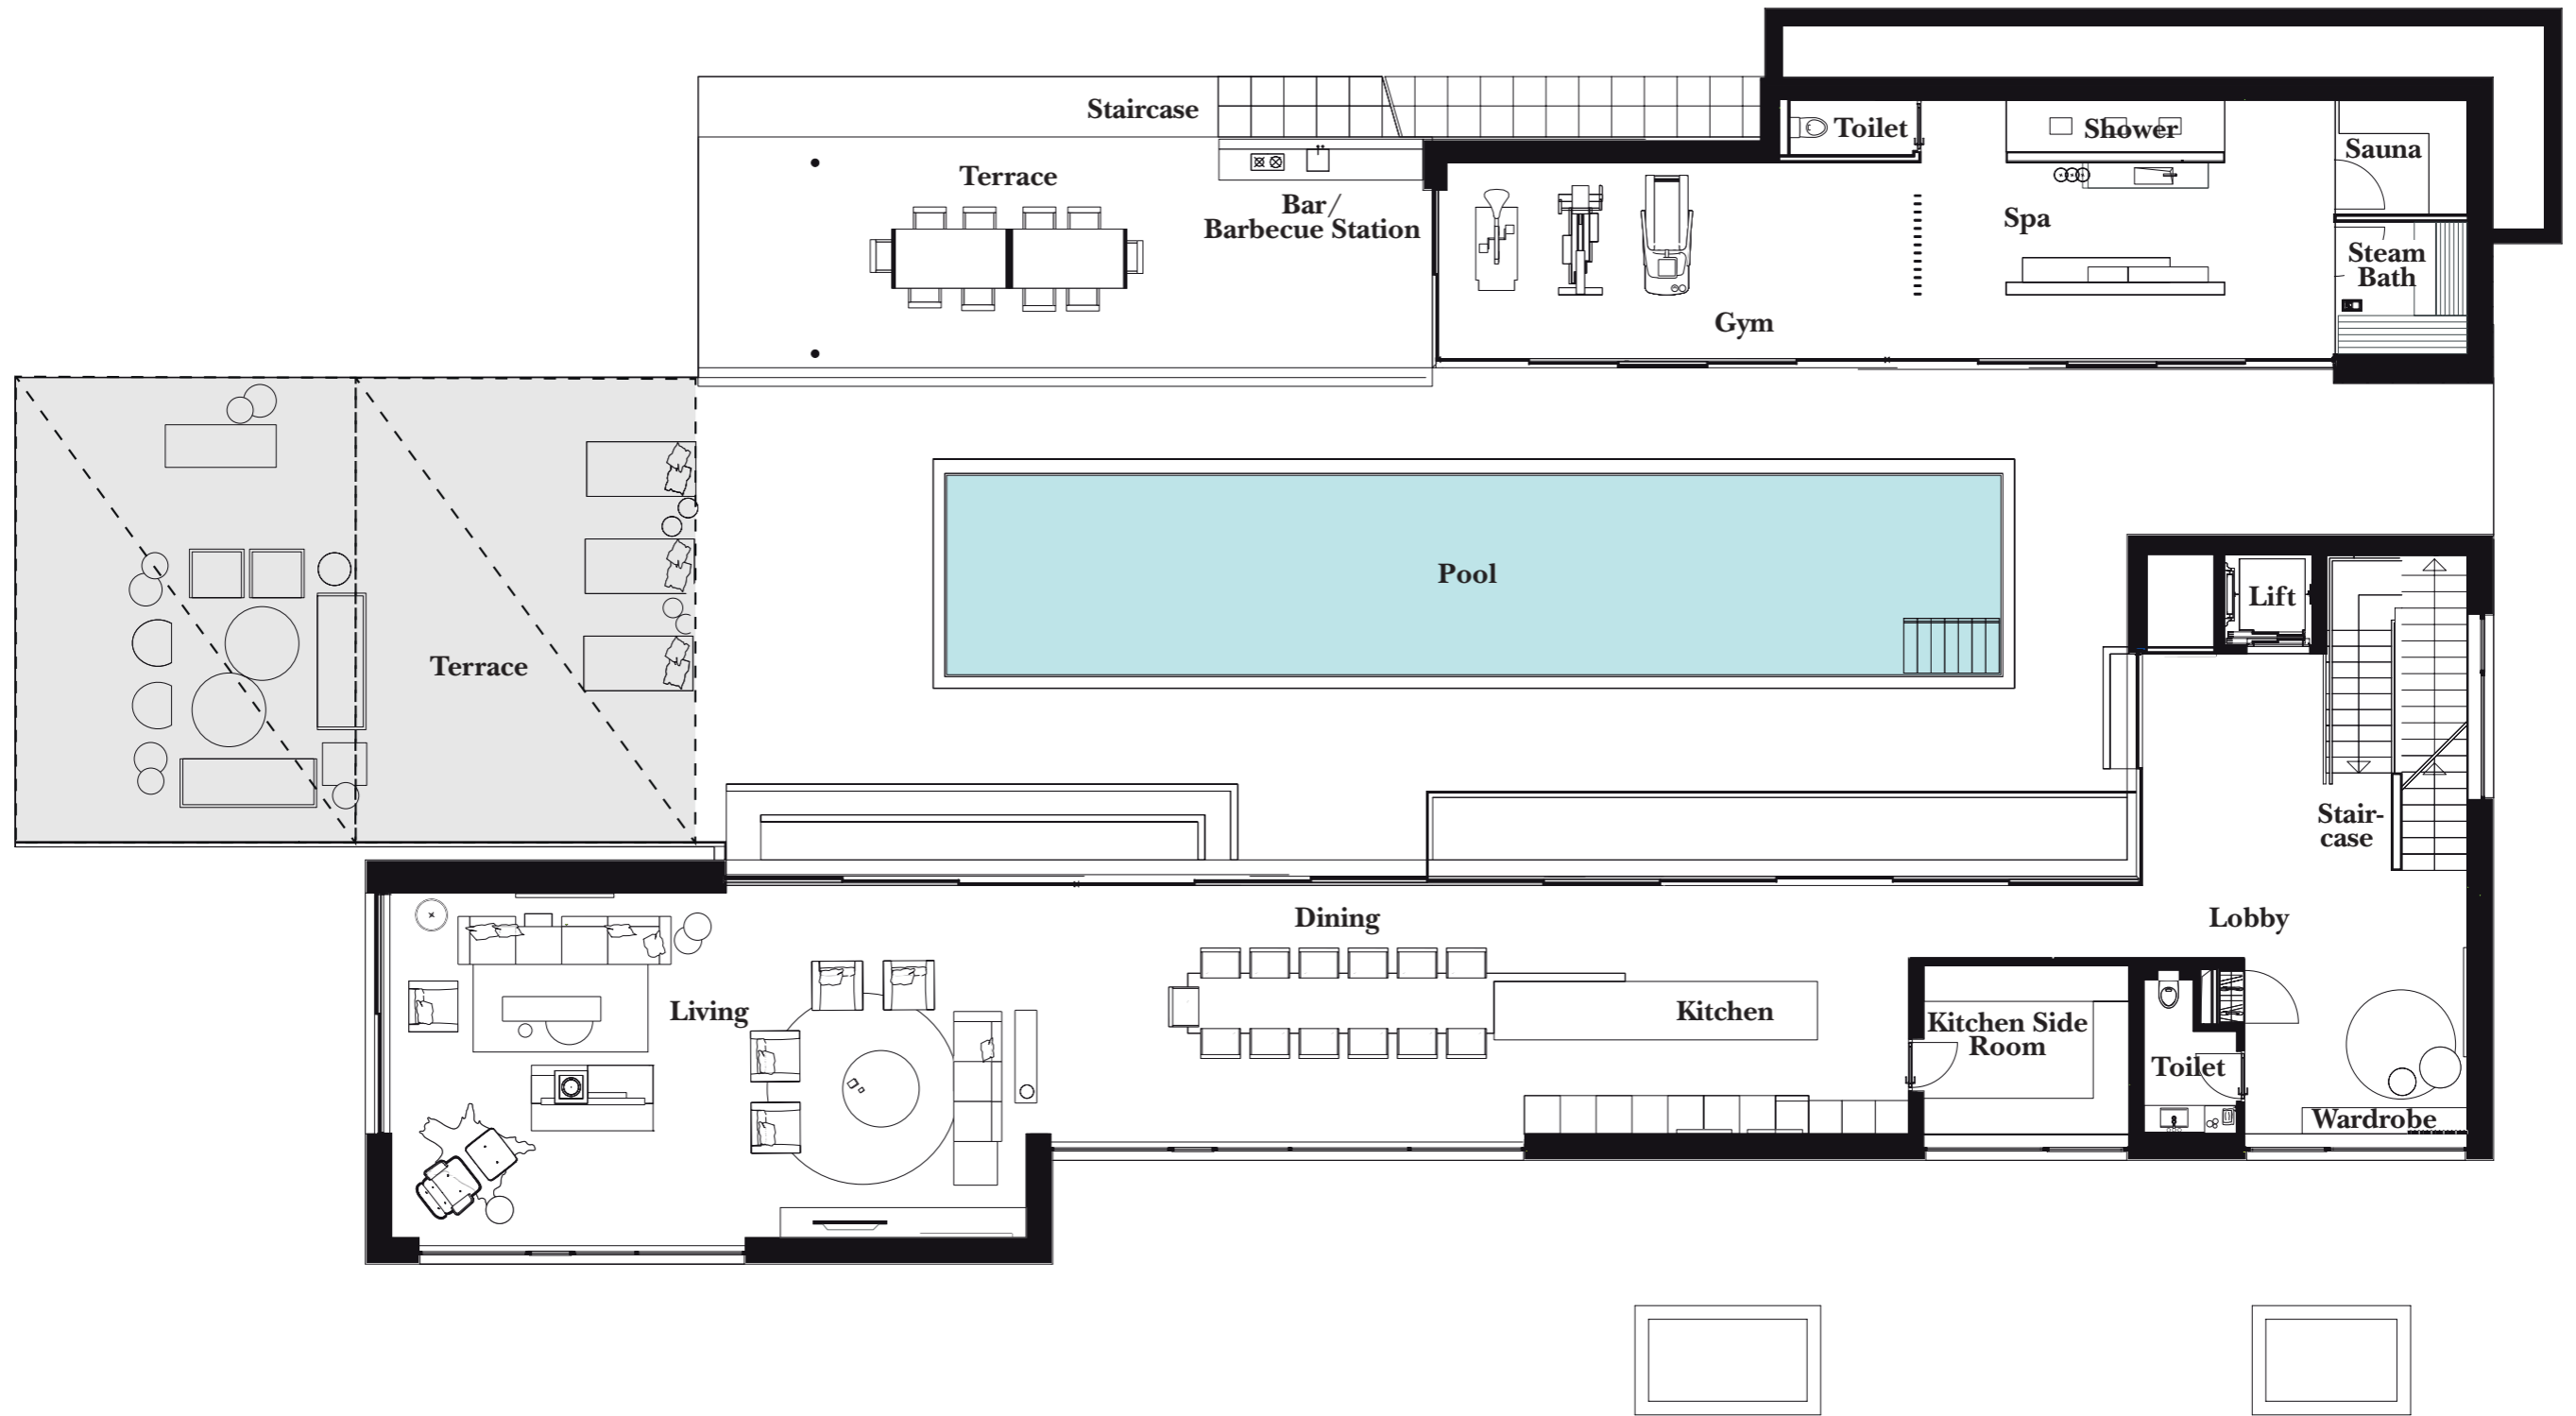 Staircase
Toilet
Shower
Sauna
Terrace
Bar/
Barbecue Station
Spa
Steam
Bath
Gym
Pool
Lift
Terrace
Stair-
case
Dining
Lobby
Living
Kitchen
Kitchen Side
Room
Toilet
Wardrobe